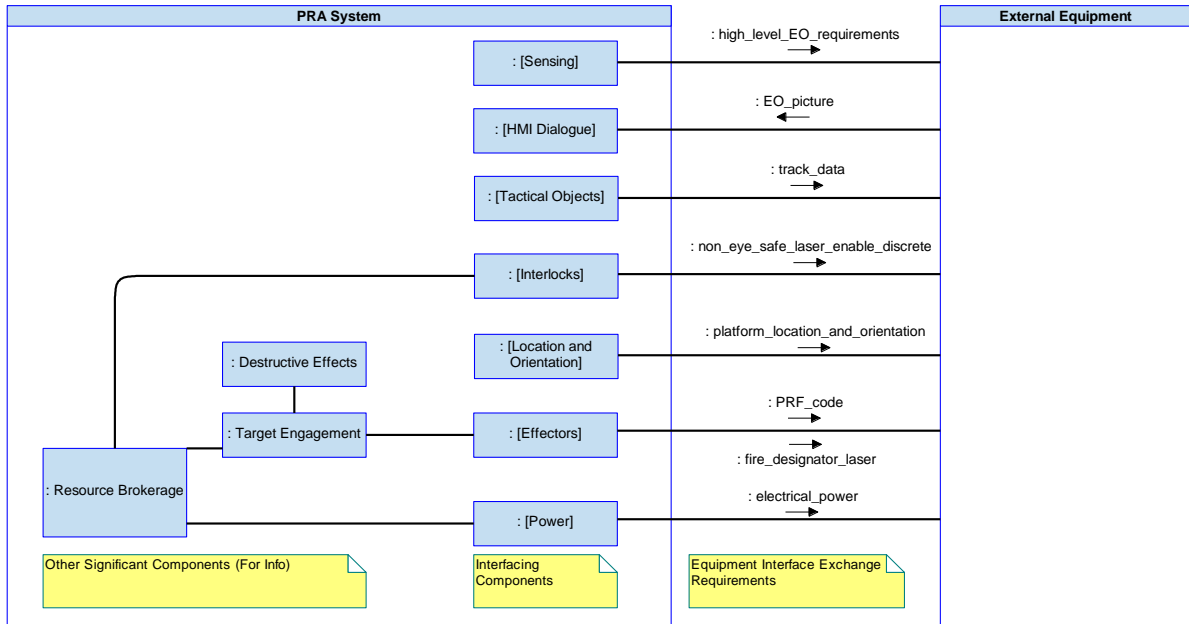 PRA System
External Equipment
: high_level_EO_requirements
: [Sensing]
: EO_picture
: [HMI Dialogue]
: track_data
: [Tactical Objects]
: non_eye_safe_laser_enable_discrete
: [Interlocks]
: platform_location_and_orientation
: [Location and
Orientation]
: Destructive Effects
: PRF_code
: Target Engagement
: [Effectors]
: fire_designator_laser
: Resource Brokerage
: electrical_power
: [Power]
Other Significant Components (For Info)
Interfacing
Components
Equipment Interface Exchange
Requirements